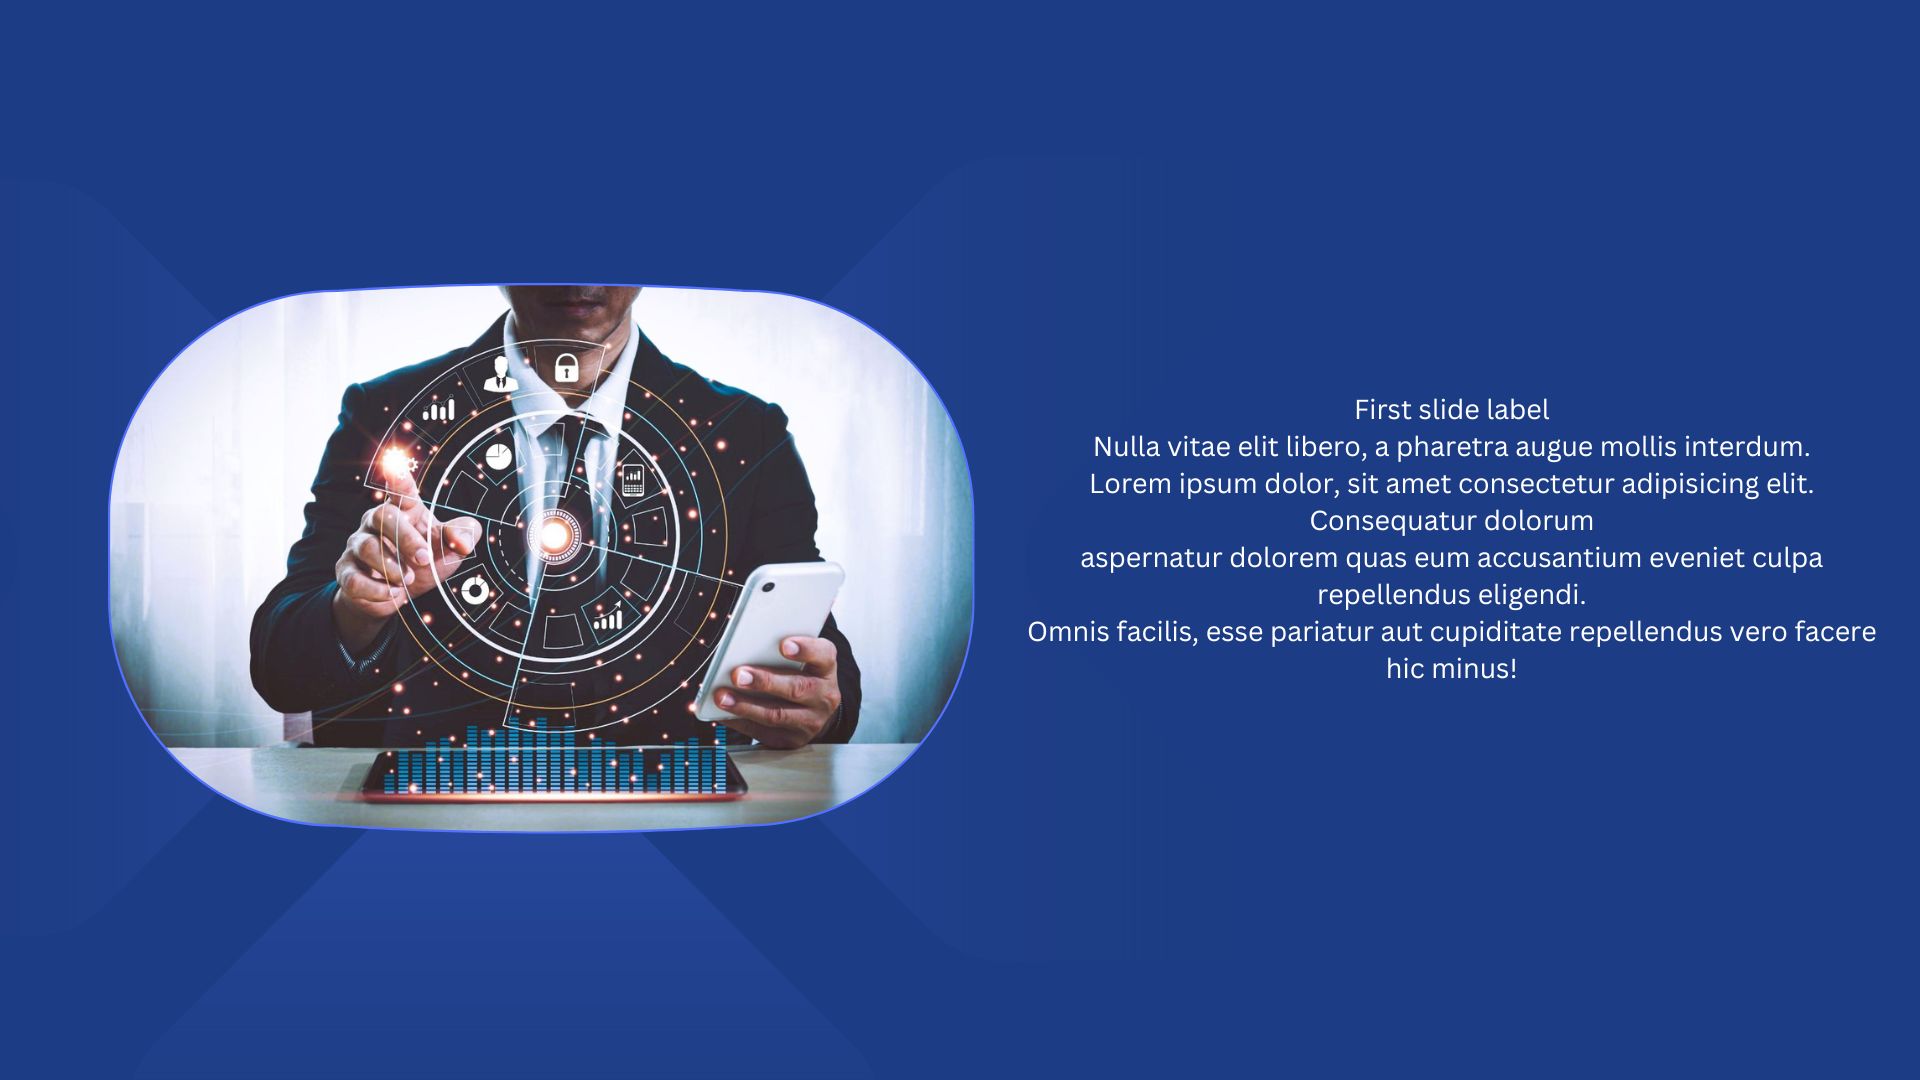 First slide label
Nulla vitae elit libero, a pharetra augue mollis interdum.
Lorem ipsum dolor, sit amet consectetur adipisicing elit.
Consequatur dolorum
aspernatur dolorem quas eum accusantium eveniet culpa
repellendus eligendi.
Omnis facilis, esse pariatur aut cupiditate repellendus vero facere
hic minus!